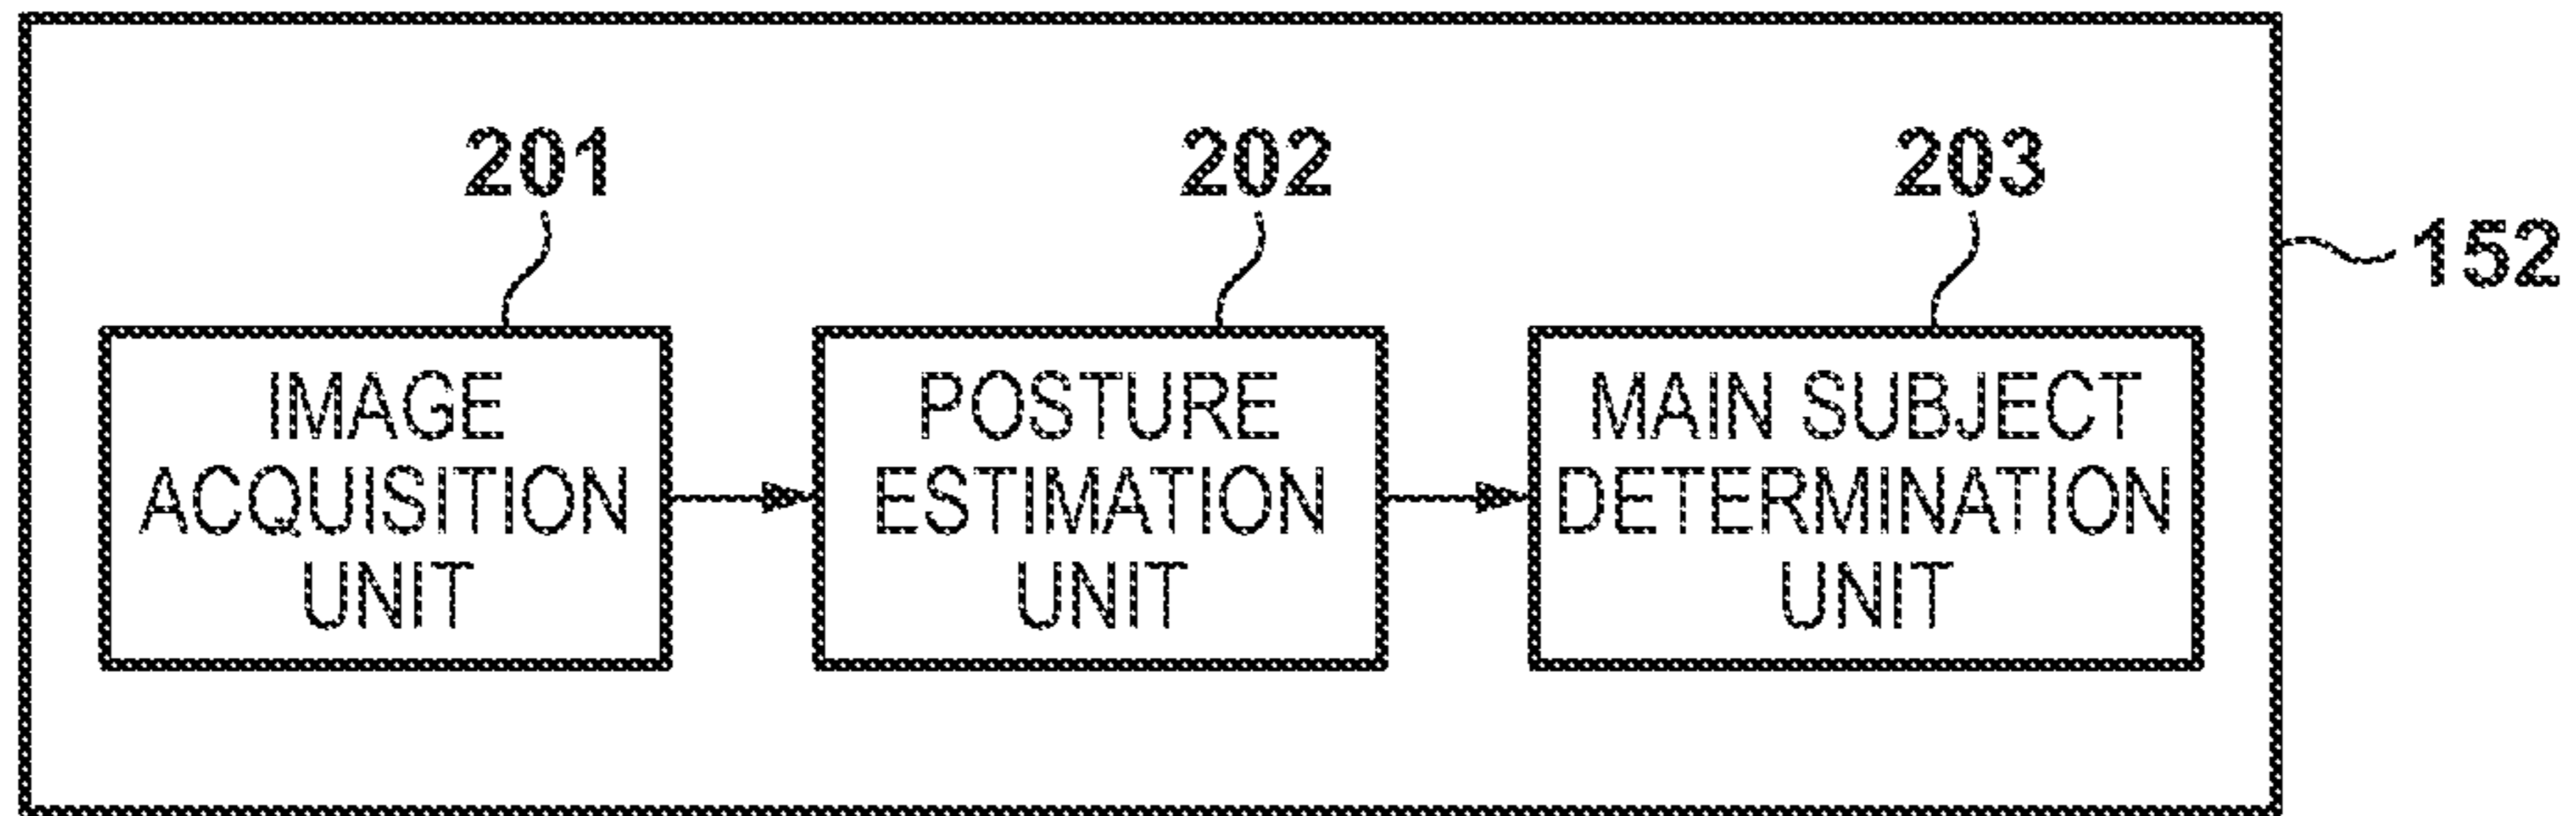 201
202
203
152
IMAGE
ACQUISITION
UNIT
POSTURE
ESTIMATION
UNIT
MAIN SUBJECT
DETERMINATION
UNIT